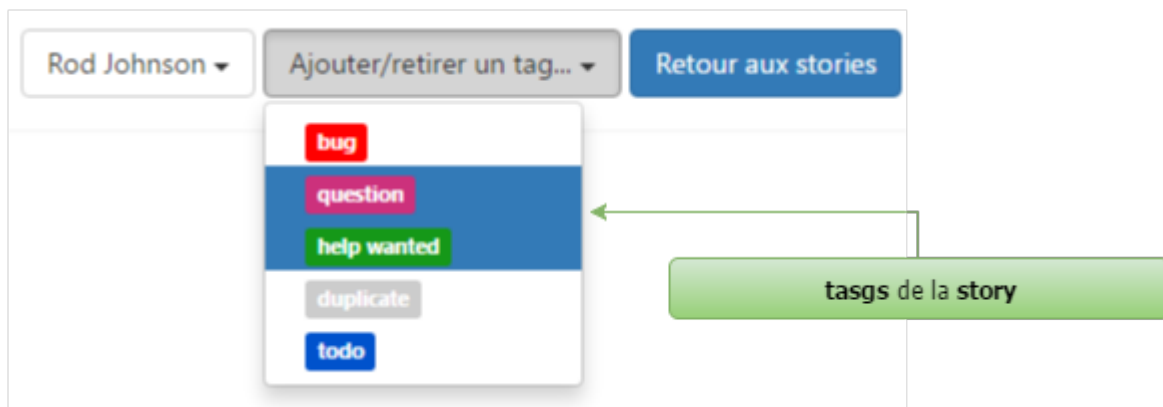 Rod Johnson
Ajouter/retirer un tag...
Retour aux stories
bug
question
help wanted
duplicate
todo
tasgs de la story